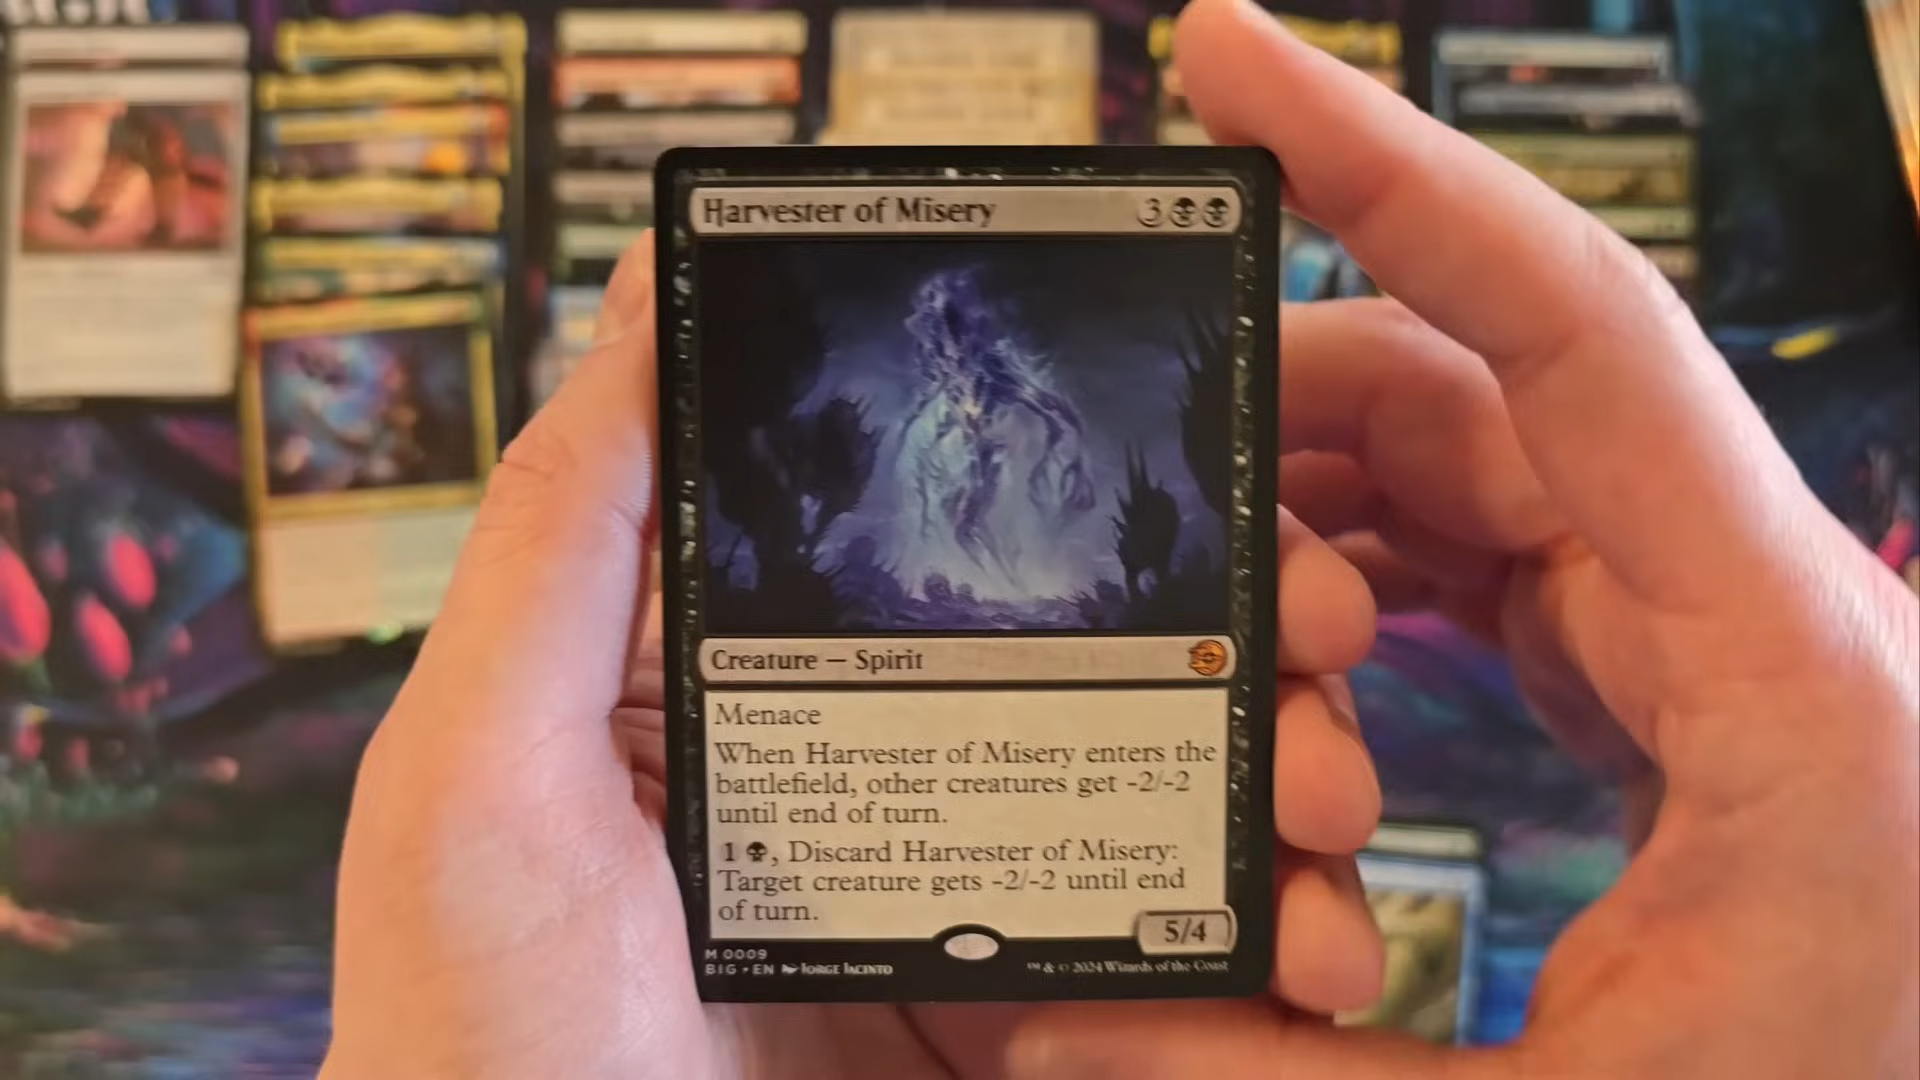 Harvester of Misery 3
Creature — Spirit
Menace
When Harvester of Misery enters the
battlefield, other creatures get -2/-2
until end of turn.
1 , Discard Harvester of Misery:
Target creature gets -2/-2 until end
of turn.
5/4
M 0009
BIG • EN JORGE JACINTO
™ & © 2024 Wizards of the Coast